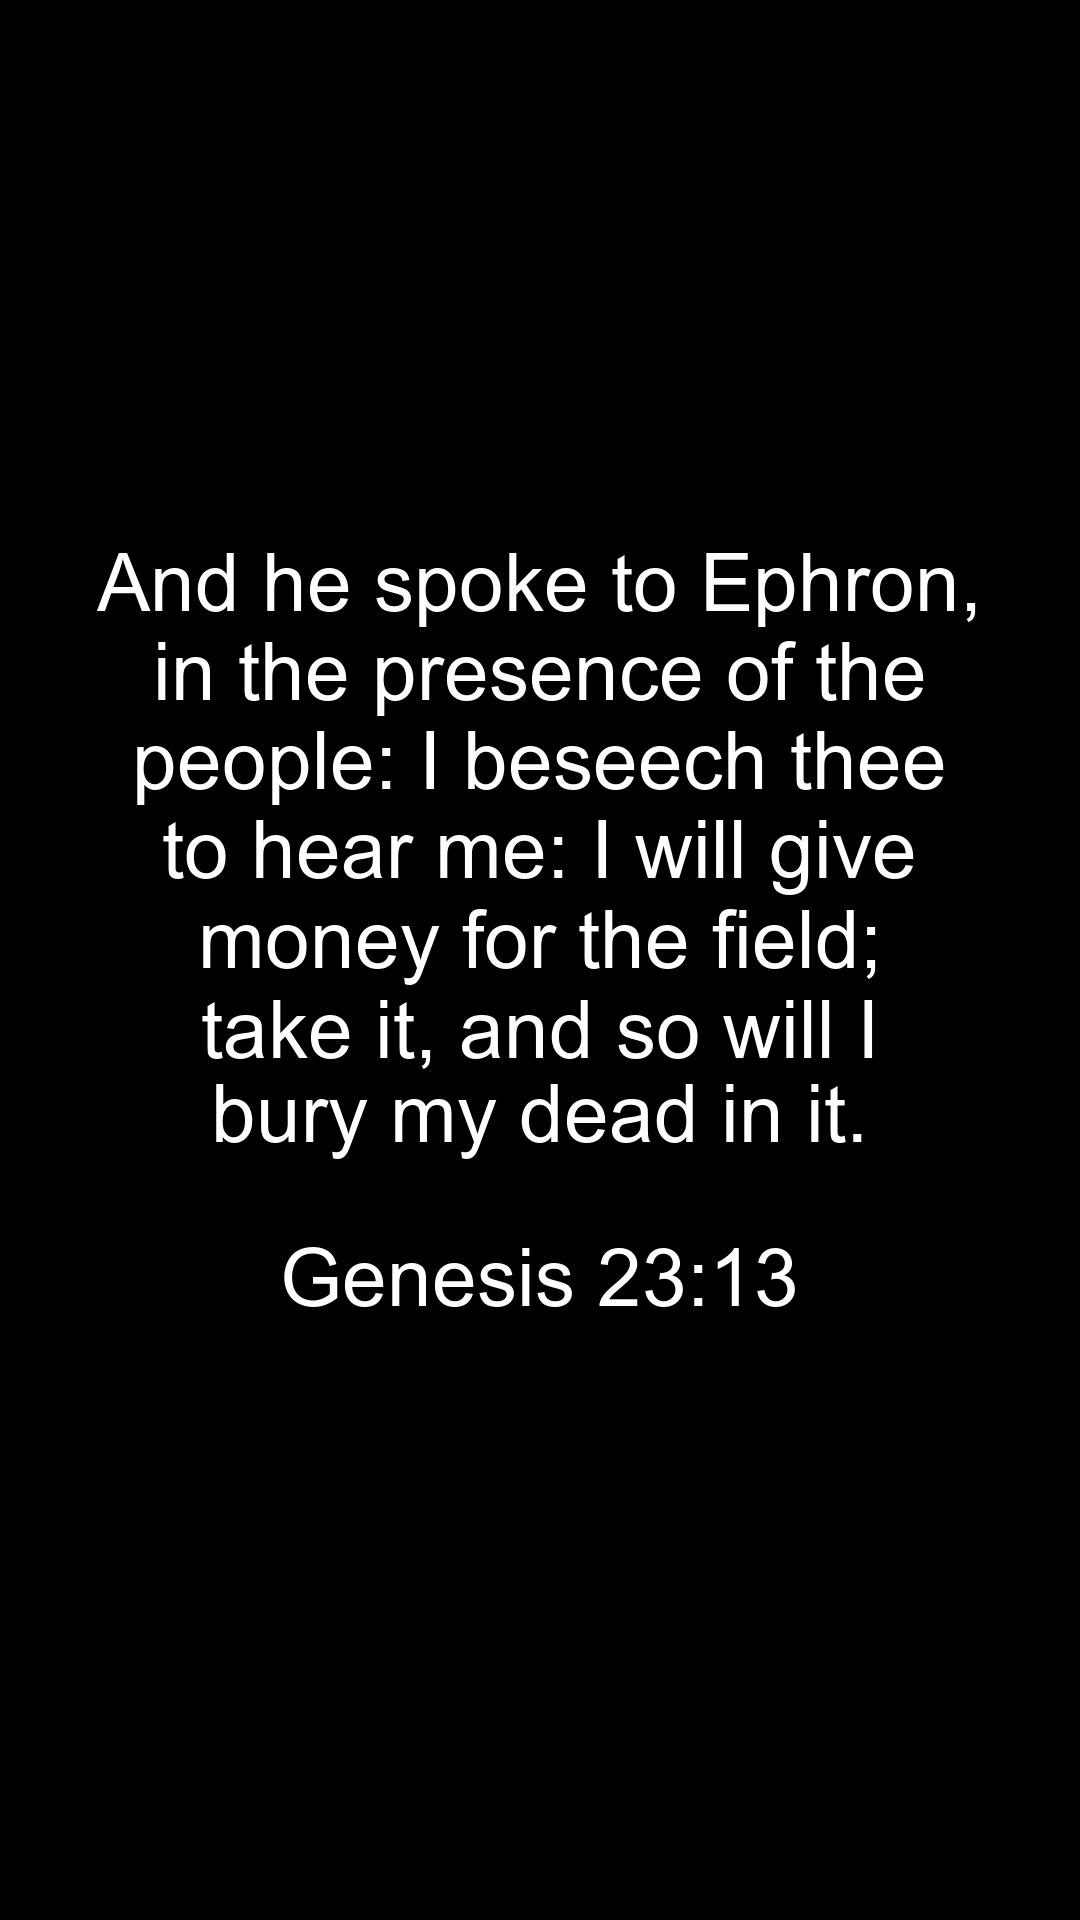 And he spoke to Ephron,
in the presence of the
people: I beseech thee
to hear me: I will give
money for the field;
take it, and so will I
bury my dead in it.
Genesis 23:13